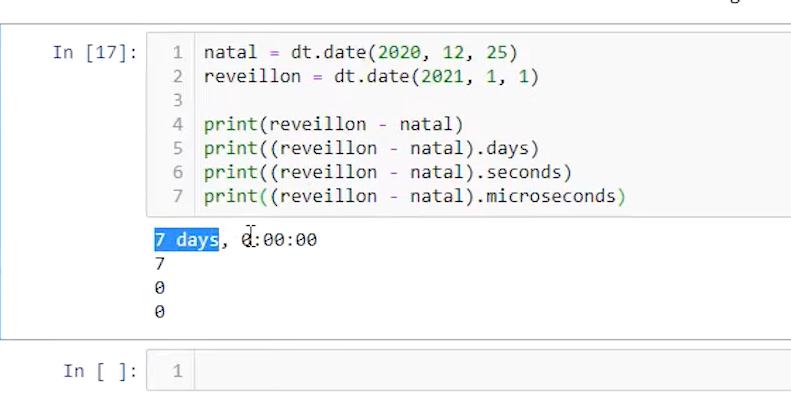 In [17]:
1 natal = dt.date(2020, 12, 25)
2 reveillon = dt.date(2021, 1, 1)
3
4 print(reveillon - natal)
5 print((reveillon - natal).days)
6 print((reveillon - natal).seconds)
7 print((reveillon - natal).microseconds)
7 days, 0:00:00
7
0
0
In [ ]:
1